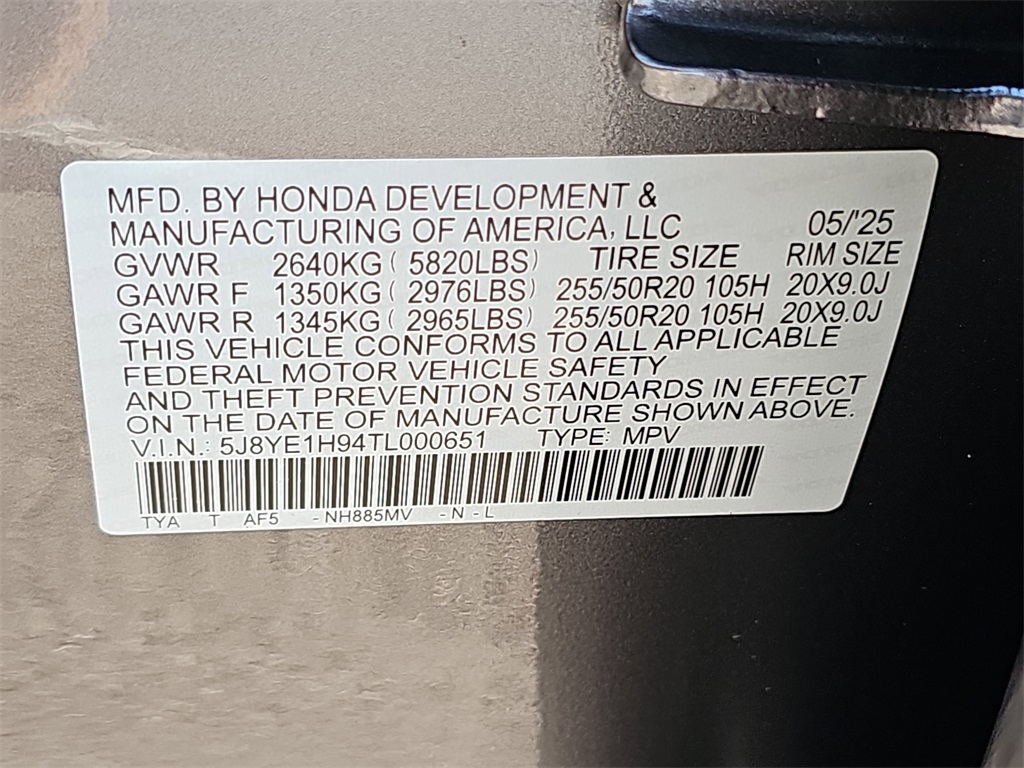 MFD. BY HONDA DEVELOPMENT &
MANUFACTURING OF AMERICA, LLC 05/'25
GVWR 2640KG ( 5820LBS) TIRE SIZE RIM SIZE
GAWR F 1350KG ( 2976LBS) 255/50R20 105H 20X9.0J
GAWR R 1345KG ( 2965LBS) 255/50R20 105H 20X9.0J
THIS VEHICLE CONFORMS TO ALL APPLICABLE
FEDERAL MOTOR VEHICLE SAFETY
AND THEFT PREVENTION STANDARDS IN EFFECT
ON THE DATE OF MANUFACTURE SHOWN ABOVE.
V.I.N.: 5J8YE1H94TL000651 TYPE: MPV
TYA T AF5 -NH885MV -N-L